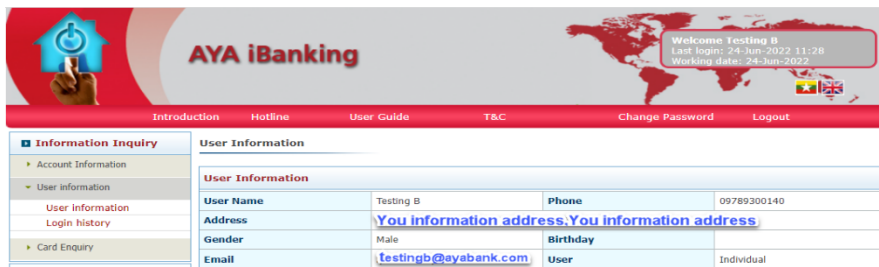 AYA iBanking
Welcome Testing B
Last login: 24-Jun-2022 11:28
Working date: 24-Jun-2022
Introduction Hotline User Guide T&C Change Password Logout
Information Inquiry
Account Information
User information
User information
Login history
Card Enquiry
User Information
User Information
User Name Testing B Phone 09789300140
Address You information address.You information address
Gender Male Birthday
Email testingb@ayabank.com User Individual